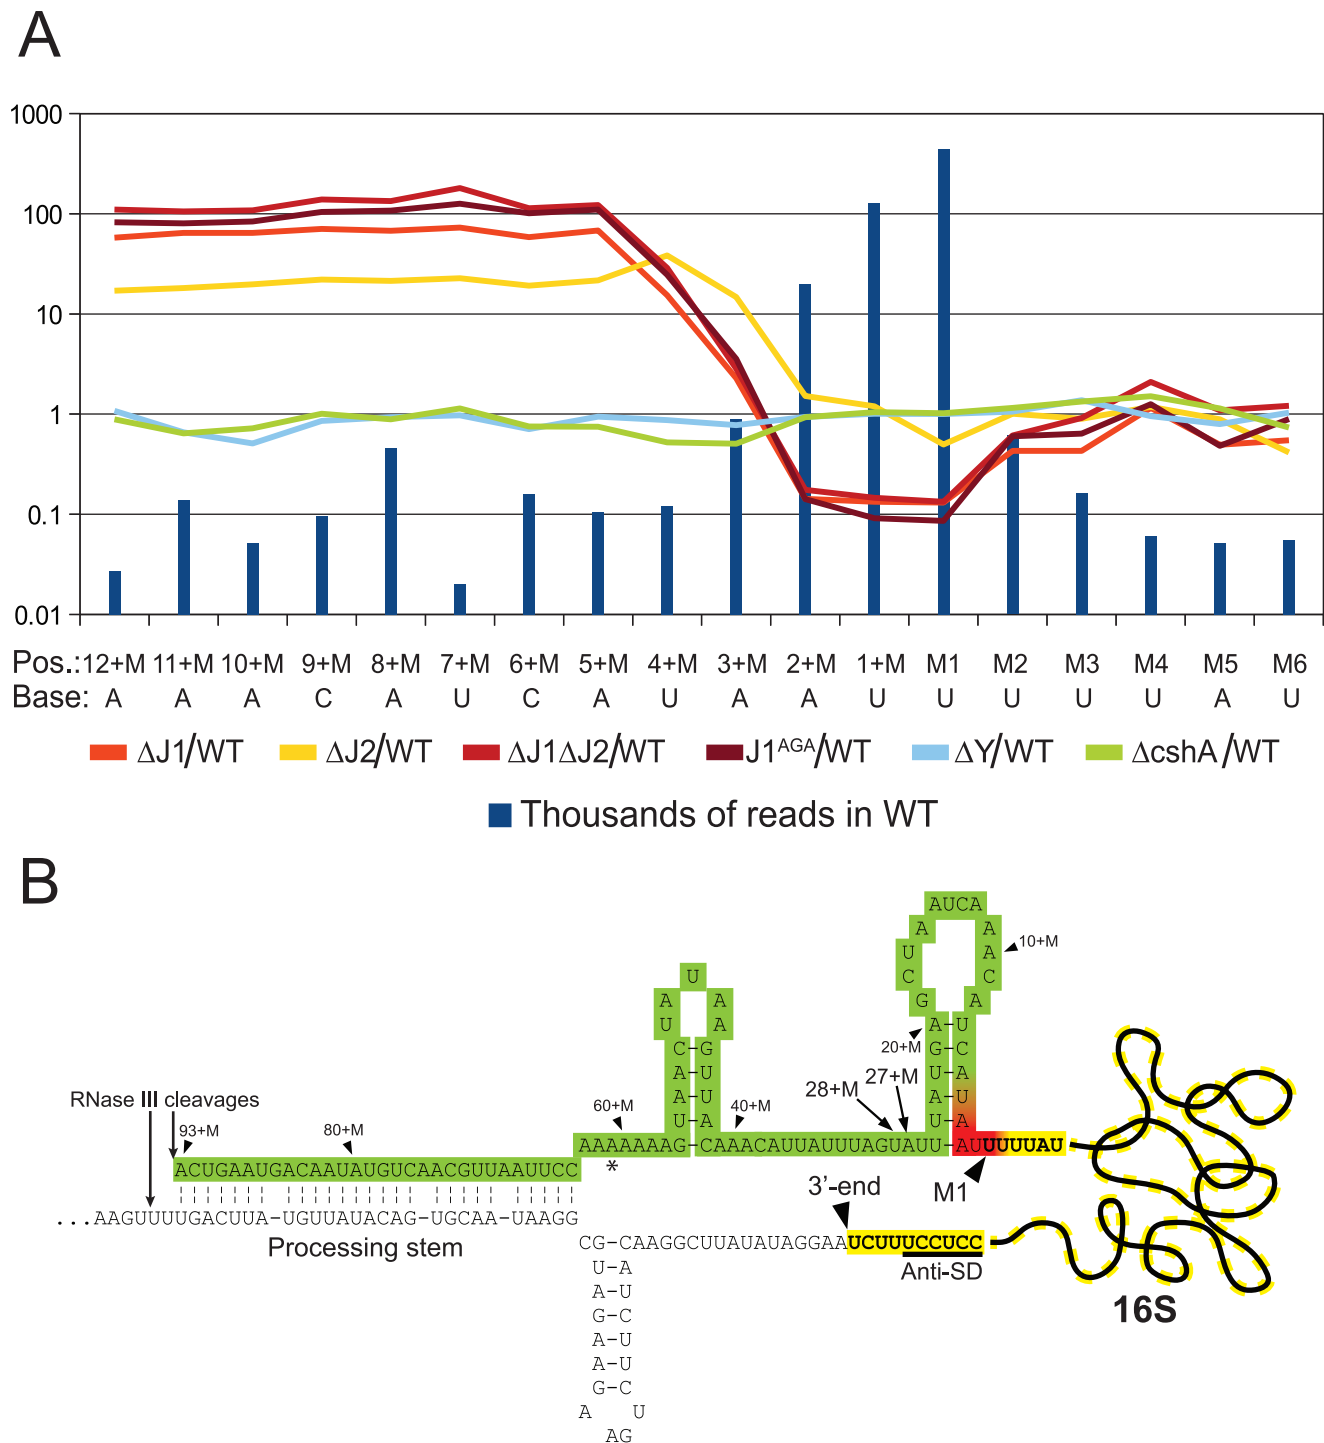 A
1000
100
10
1
0.1
0.01
Pos.: 12+M 11+M 10+M 9+M 8+M 7+M 6+M 5+M 4+M 3+M 2+M 1+M M1 M2 M3 M4 M5 M6
Base: A A A C A U C A U A A U U U U U A U
ΔJ1/WT ΔJ2/WT ΔJ1ΔJ2/WT J1AGA/WT ΔY/WT ΔcshA/WT
Thousands of reads in WT
B
AUCA
A A
U A 10+M
C C
G A
U
A A
U A
A-U
C-G 20+M G-C
A-U U-A
A-U A-U
U-A U-A
RNase III cleavages
28+M 27+M
93+M 80+M 60+M 40+M
AAAAAAAG CAAACAUUAUUUAGUAUU AUUUUUAU
*
ACUGAAUGACAAUAUGUCAACGUUAAUUCC
3’-end M1
...AAGUUUUGACUUA-UGUUAUACAG-UGCAA-UAAGG
Processing stem
CG-CAAGGCUUAUAUAGGAAUCUUUCCUCC
Anti-SD
U-A
A-U
G-C
A-U
A-U
G-C
A U
AG
16S